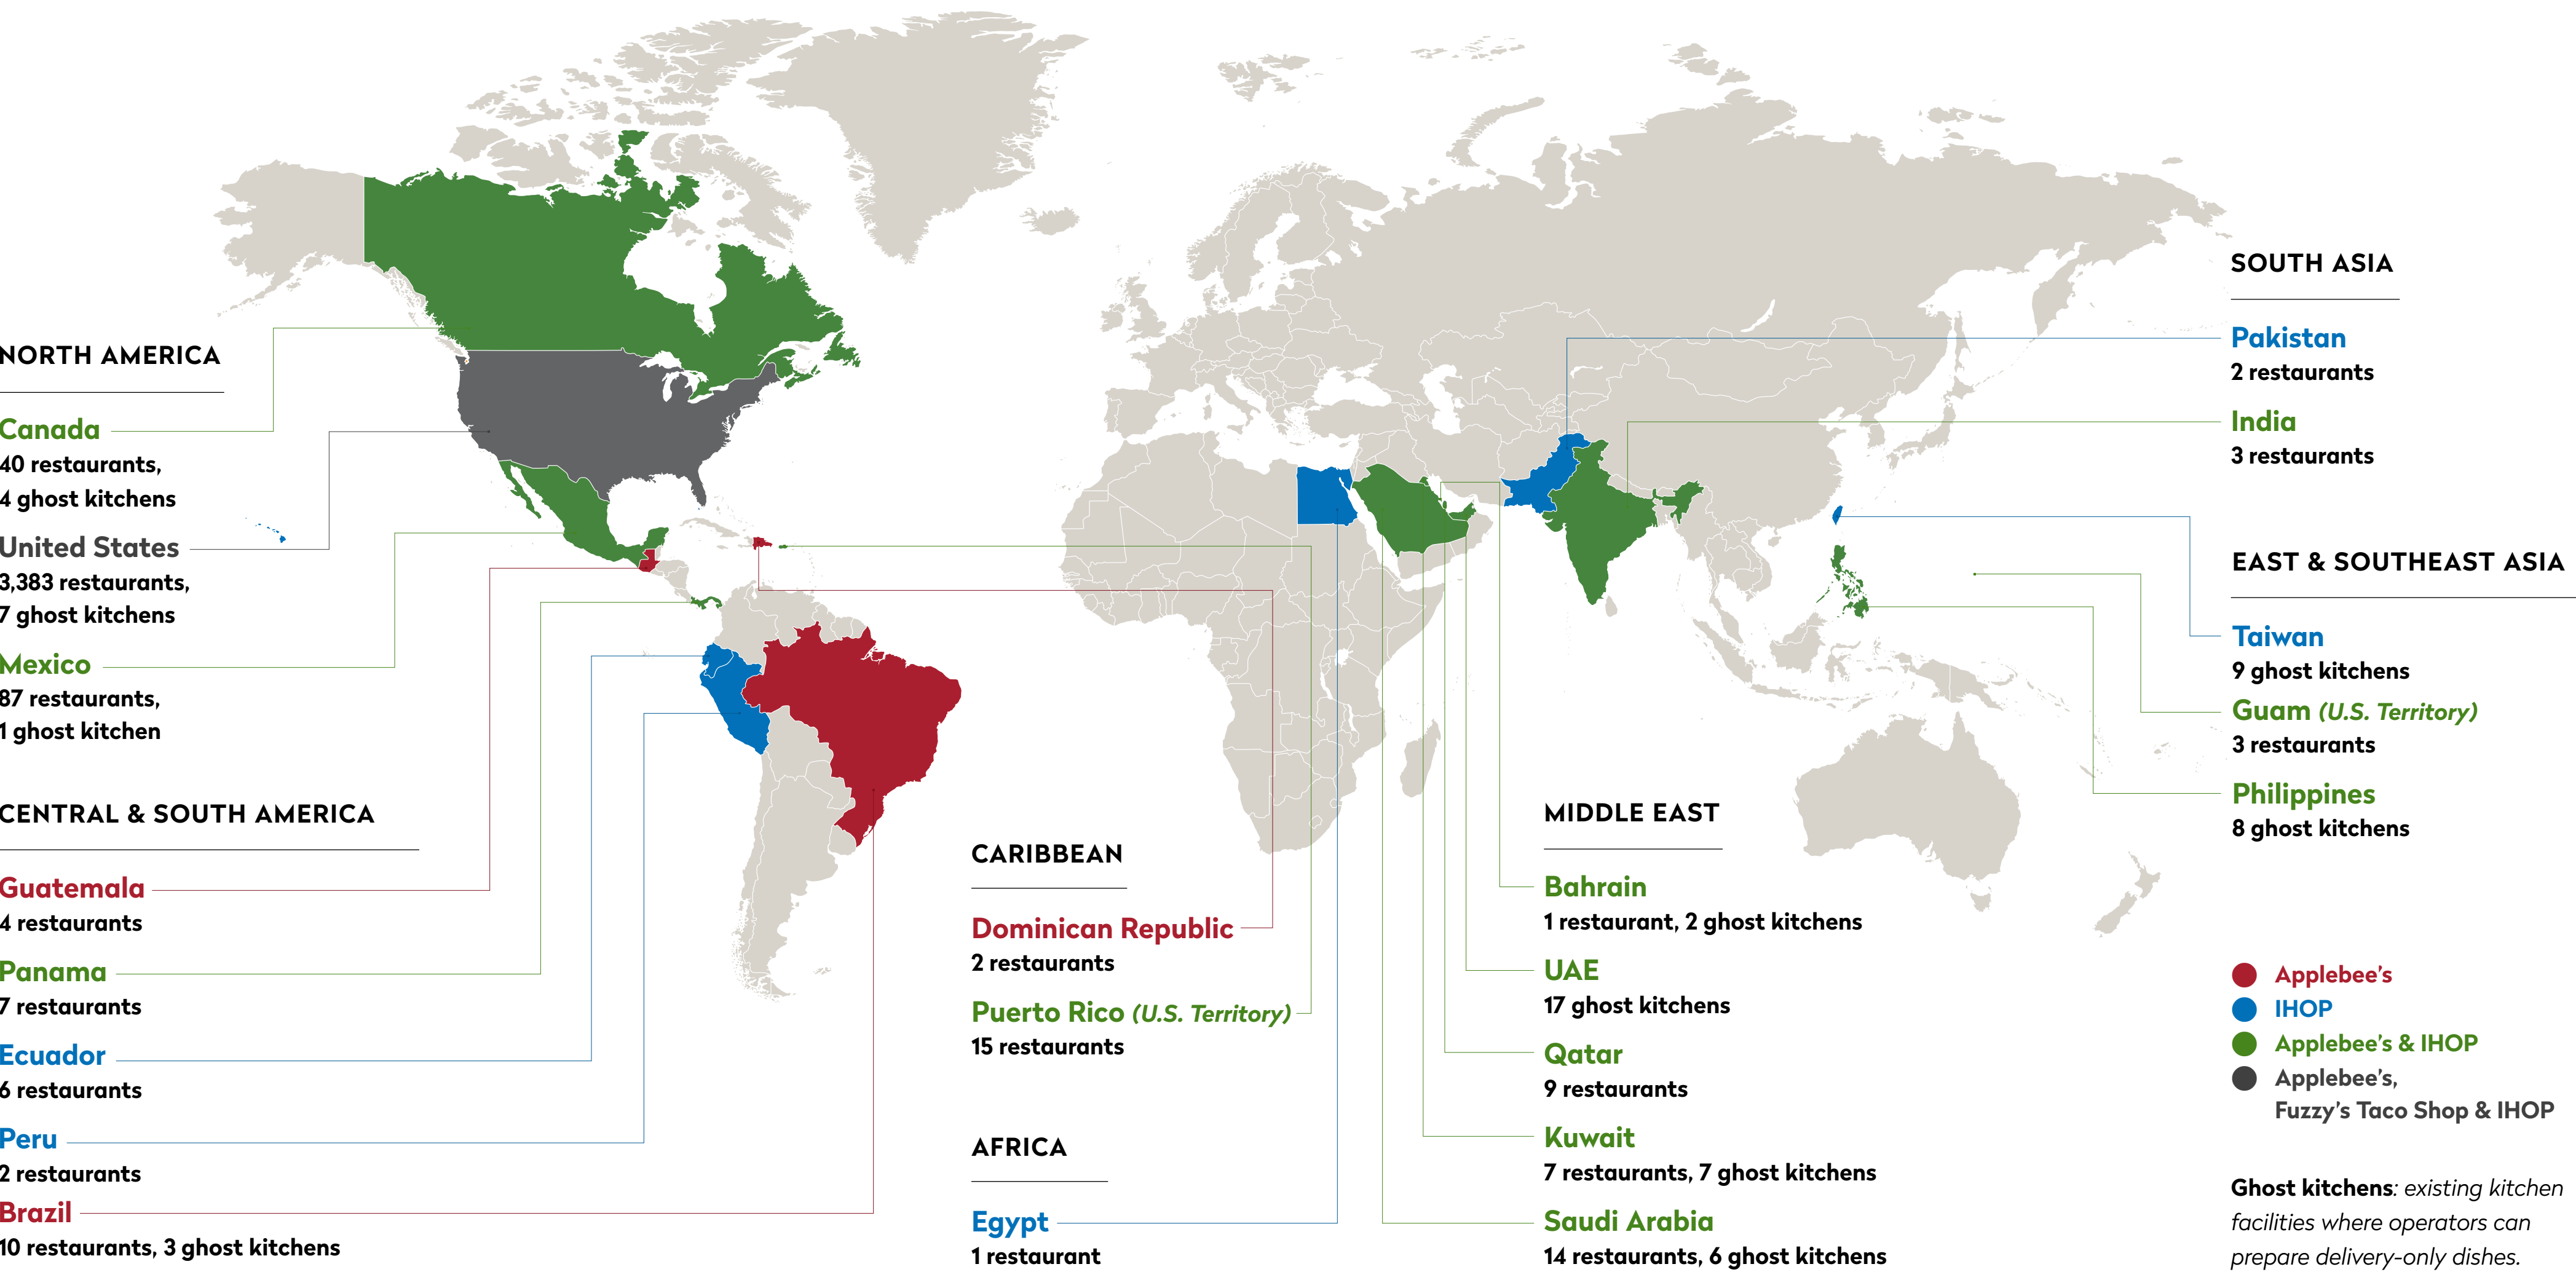 NORTH AMERICA
Canada
40 restaurants,
4 ghost kitchens
United States
3,383 restaurants,
7 ghost kitchens
Mexico
87 restaurants,
1 ghost kitchen
CENTRAL & SOUTH AMERICA
Guatemala
4 restaurants
Panama
7 restaurants
Ecuador
6 restaurants
Peru
2 restaurants
Brazil
10 restaurants, 3 ghost kitchens
CARIBBEAN
Dominican Republic
2 restaurants
Puerto Rico (U.S. Territory)
15 restaurants
AFRICA
Egypt
1 restaurant
MIDDLE EAST
Bahrain
1 restaurant, 2 ghost kitchens
UAE
17 ghost kitchens
Qatar
9 restaurants
Kuwait
7 restaurants, 7 ghost kitchens
Saudi Arabia
14 restaurants, 6 ghost kitchens
SOUTH ASIA
Pakistan
2 restaurants
India
3 restaurants
EAST & SOUTHEAST ASIA
Taiwan
9 ghost kitchens
Guam (U.S. Territory)
3 restaurants
Philippines
8 ghost kitchens
Applebee's
IHOP
Applebee's & IHOP
Applebee's,
Fuzzy's Taco Shop & IHOP
Ghost kitchens: existing kitchen
facilities where operators can
prepare delivery-only dishes.